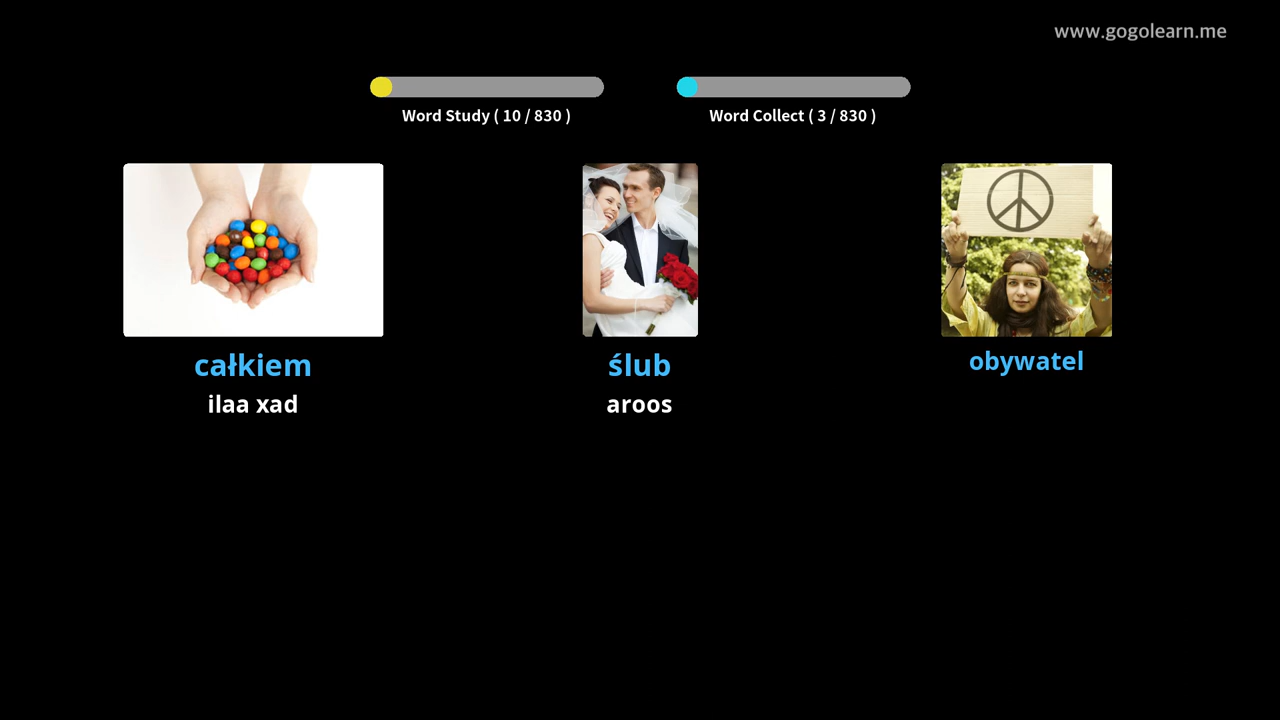 www.gogolearn.me
Word Study ( 10 / 830 )
Word Collect ( 3 / 830 )
całkiem
ilaa xad
ślub
aroos
obywatel